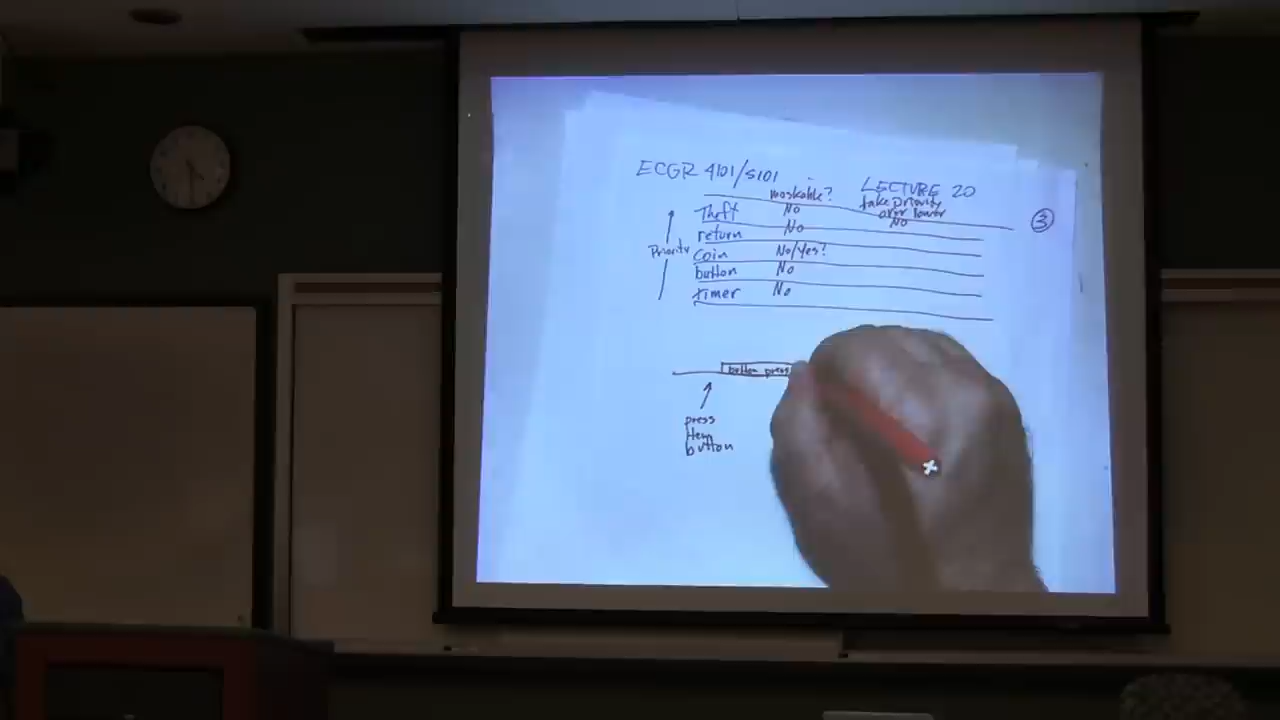 ECGR 4101/5101
LECTURE 20
maskable? take priority over lower
3
Theft No No
return No
Priority
coin No/Yes?
button No
timer No
button press
press
Item
button